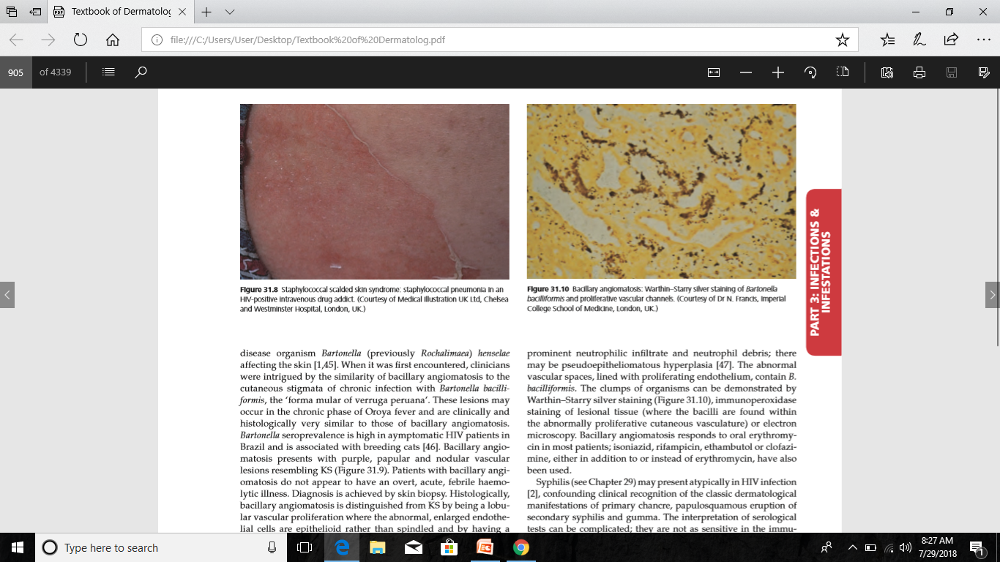 Textbook of Dermatolog
file:///C:/Users/User/Desktop/Textbook%20of%20Dermatolog.pdf
905 of 4339
Figure 31.8 Staphylococcal scalded skin syndrome: staphylococcal pneumonia in an
HIV-positive intravenous drug addict. (Courtesy of Medical Illustration UK Ltd, Chelsea
and Westminster Hospital, London, UK.)
disease organism Bartonella (previously Rochalimaea) henselae
affecting the skin [1,45]. When it was first encountered, clinicians
were intrigued by the similarity of bacillary angiomatosis to the
cutaneous stigmata of chronic infection with Bartonella bacilli-
formis, the ‘forma mular of verruga peruana’. These lesions may
occur in the chronic phase of Oroya fever and are clinically and
histologically very similar to those of bacillary angiomatosis.
Bartonella seroprevalence is high in aymptomatic HIV patients in
Brazil and is associated with breeding cats [46]. Bacillary angio-
matosis presents with purple, papular and nodular vascular
lesions resembling KS (Figure 31.9). Patients with bacillary angi-
omatosis do not appear to have an overt, acute, febrile haemo-
lytic illness. Diagnosis is achieved by skin biopsy. Histologically,
bacillary angiomatosis is distinguished from KS by being a lobu-
lar vascular proliferation where the abnormal, enlarged endothe-
lial cells are epithelioid rather than spindled and by having a
Figure 31.10 Bacillary angiomatosis: Warthin–Starry silver staining of Bartonella
bacilliformis and proliferative vascular channels. (Courtesy of Dr N. Francis, Imperial
College School of Medicine, London, UK.)
prominent neutrophilic infiltrate and neutrophil debris; there
may be pseudoepitheliomatous hyperplasia [47]. The abnormal
vascular spaces, lined with proliferating endothelium, contain B.
bacilliformis. The clumps of organisms can be demonstrated by
Warthin–Starry silver staining (Figure 31.10), immunoperoxidase
staining of lesional tissue (where the bacilli are found within
the abnormally proliferative cutaneous vasculature) or electron
microscopy. Bacillary angiomatosis responds to oral erythromy-
cin in most patients; isoniazid, rifampicin, ethambutol or clofazi-
mine, either in addition to or instead of erythromycin, have also
been used.
Syphilis (see Chapter 29) may present atypically in HIV infection
[2], confounding clinical recognition of the classic dermatological
manifestations of primary chancre, papulosquamous eruption of
secondary syphilis and gumma. The interpretation of serological
tests can be complicated; they are not as sensitive in the immu-
PART 3: INFECTIONS &
INFESTATIONS
Type here to search
8:27 AM
7/29/2018
1